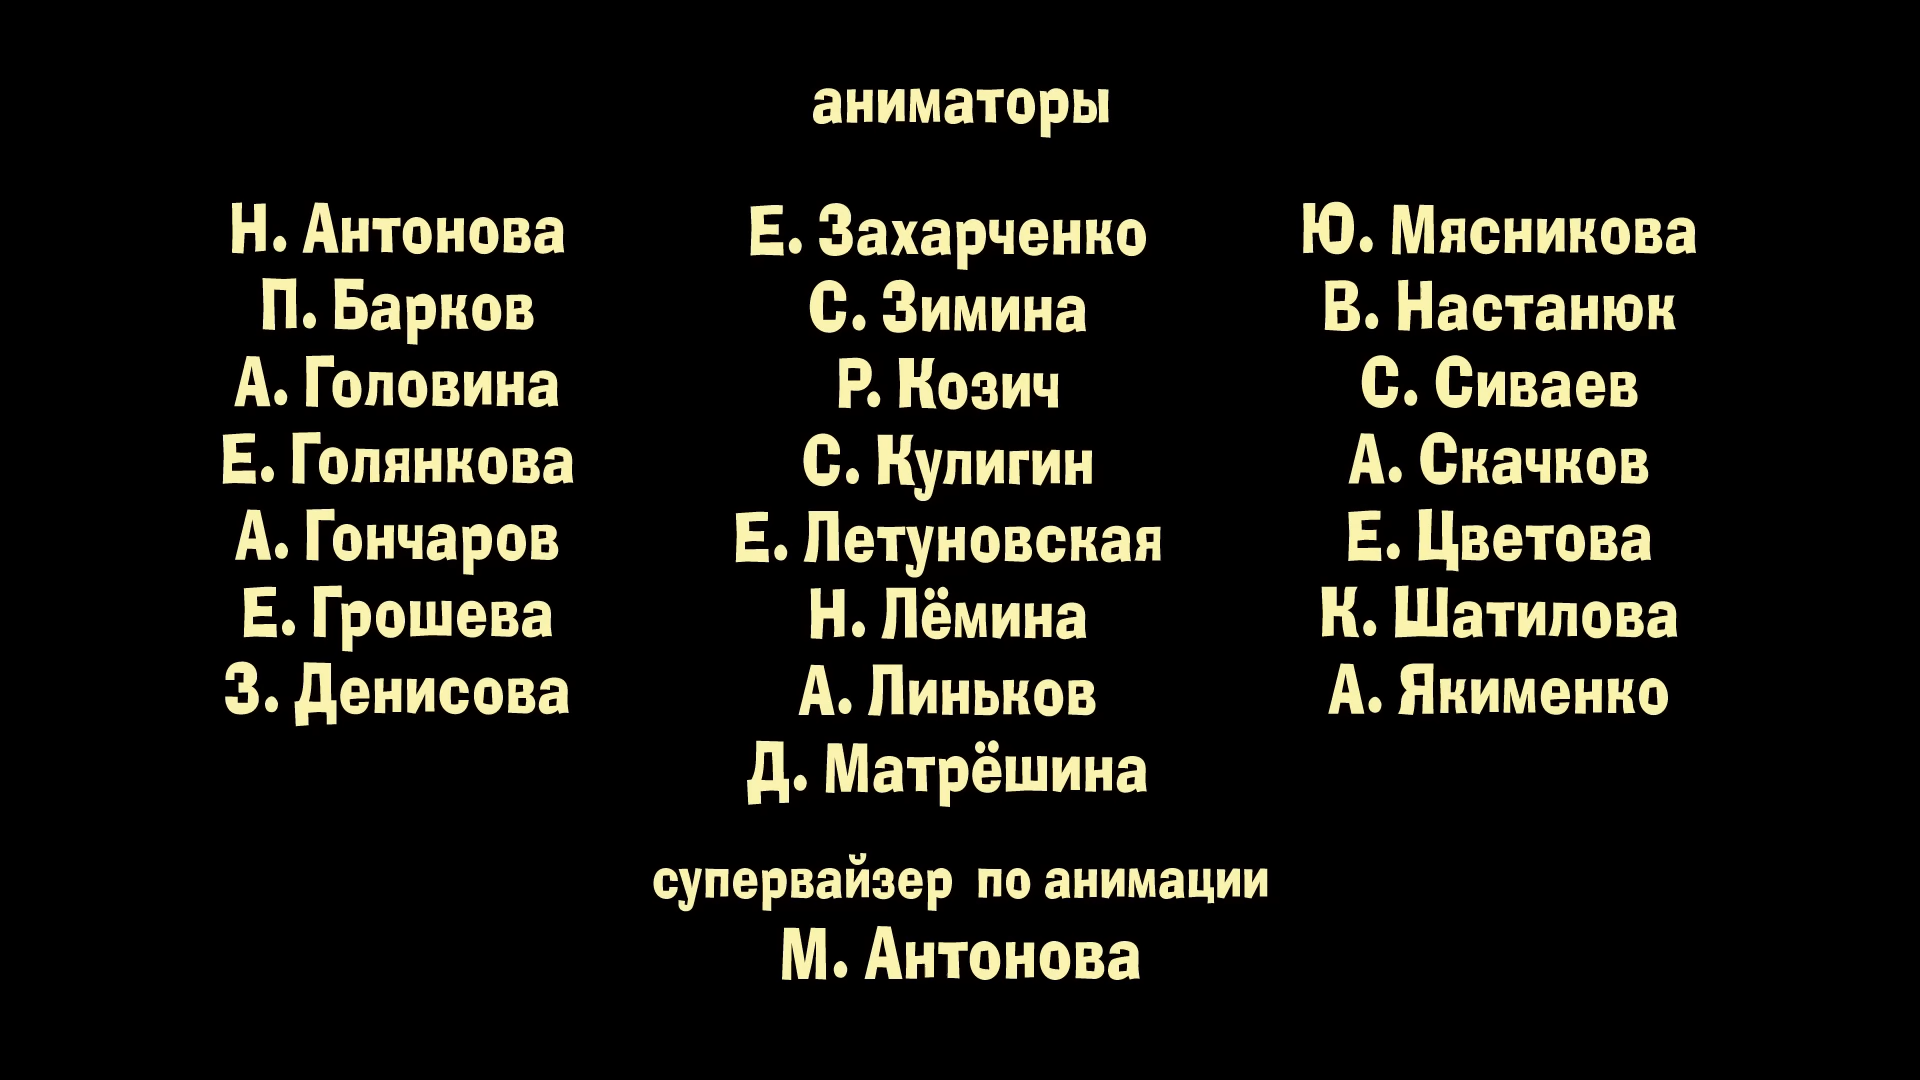 аниматоры
Н. Антонова
П. Барков
А. Головина
Е. Голянкова
А. Гончаров
Е. Грошева
З. Денисова
Е. Захарченко
С. Зимина
Р. Козич
С. Кулигин
Е. Летуновская
Н. Лёмина
А. Линьков
Д. Матрёшина
Ю. Мясникова
В. Настанюк
С. Сиваев
А. Скачков
Е. Цветова
К. Шатилова
А. Якименко
супервайзер по анимации
М. Антонова